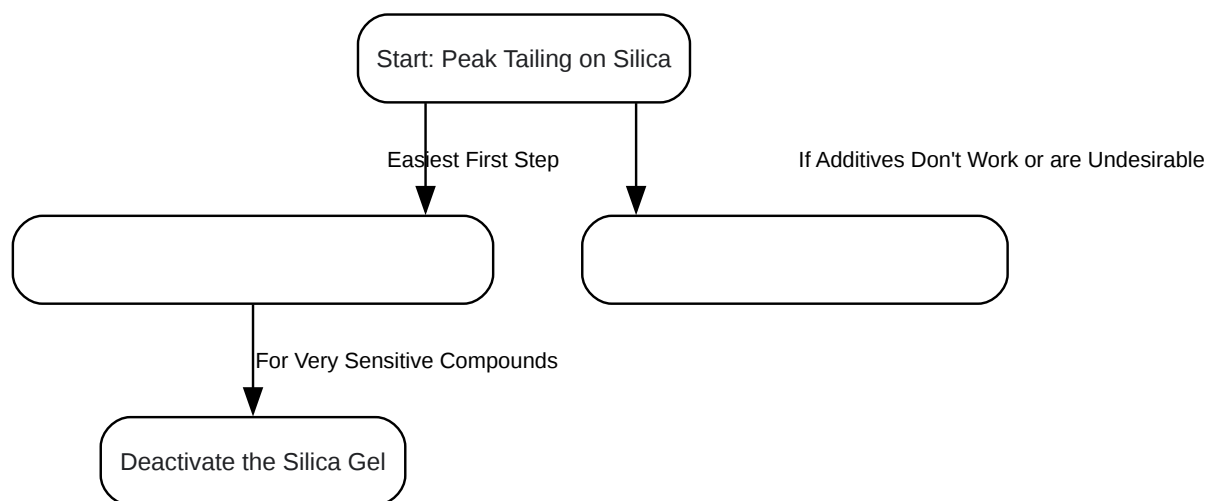 Start: Peak Tailing on Silica
Easiest First Step
If Additives Don't Work or are Undesirable
For Very Sensitive Compounds
Deactivate the Silica Gel